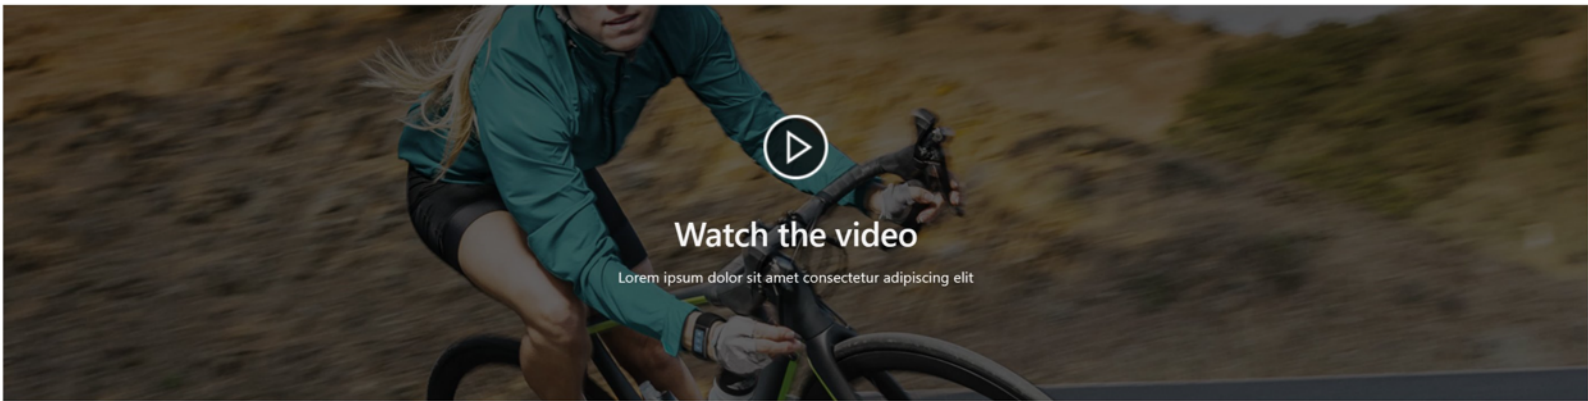 Watch the video
Lorem ipsum dolor sit amet consectetur adipiscing elit